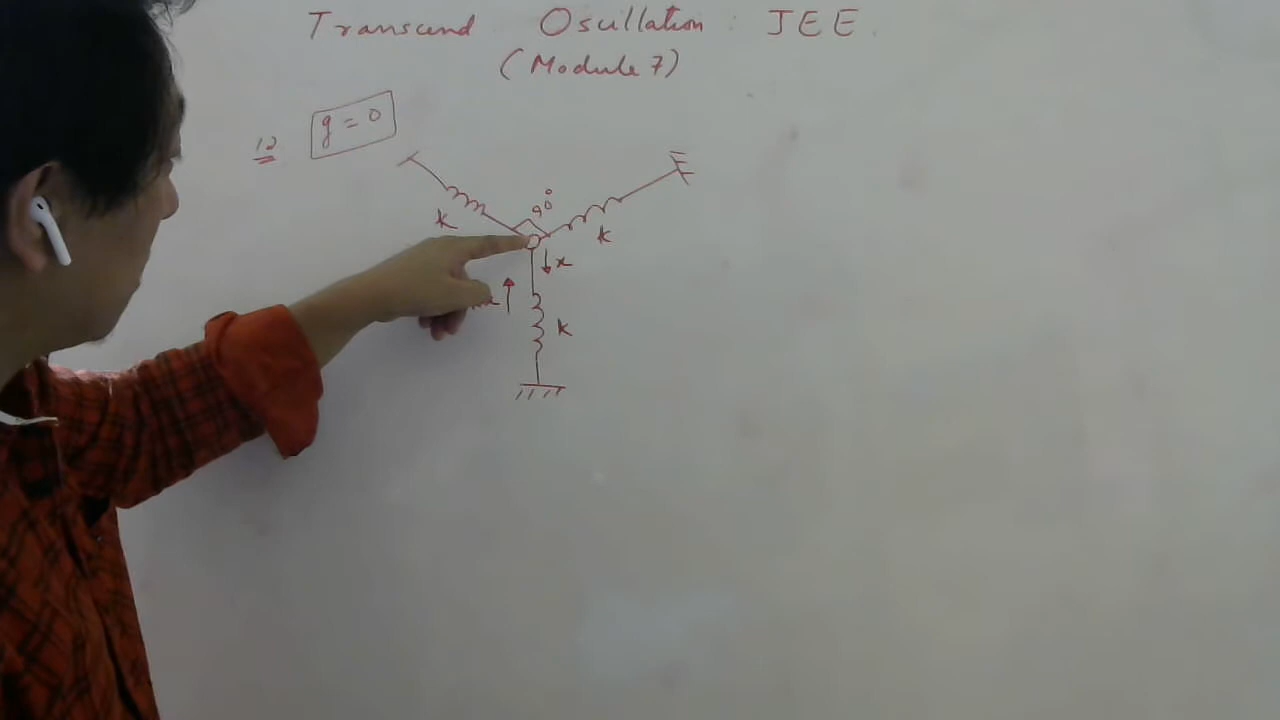 Transcend Oscillation : JEE.
(Module 7)
12
g = 0
90°
k
k
x
k